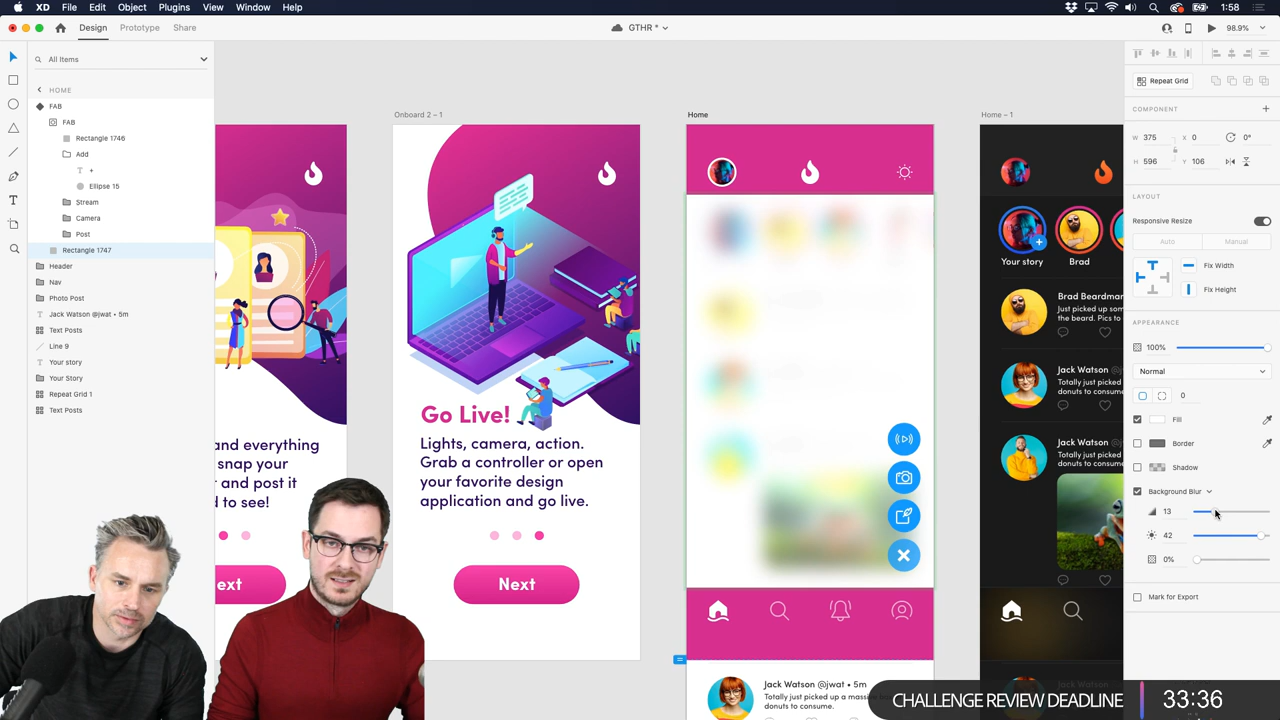 XD File Edit Object Plugins View Window Help 1:58
Design Prototype Share GTHR * 98.9%
All Items
HOME
FAB
FAB
Rectangle 1746
Add
+
Ellipse 15
Stream
Camera
Post
Rectangle 1747
Header
Nav
Photo Post
Jack Watson @jwat • 5m
Text Posts
Line 9
Your story
Your Story
Repeat Grid 1
Text Posts
and everything
snap your
and post it
to see!
ext
Onboard 2 – 1
Go Live!
Lights, camera, action.
Grab a controller or open
your favorite design
application and go live.
Next
Home
Jack Watson @jwat • 5m
Totally just picked up a
to consume.
Home – 1
Your story Brad
Brad Beardman
Just picked up
the beard. Pics to
Jack Watson
Totally just picked
donuts to consume
Jack Watson
Totally just picked
donuts to consume
Repeat Grid
COMPONENT
W 375 X 0 0°
H 596 Y 106
LAYOUT
Responsive Resize
Auto Manual
Fix Width
Fix Height
APPEARANCE
100%
Normal
0
Fill
Border
Shadow
Background Blur
13
42
0%
Mark for Export
CHALLENGE REVIEW DEADLINE 33:36